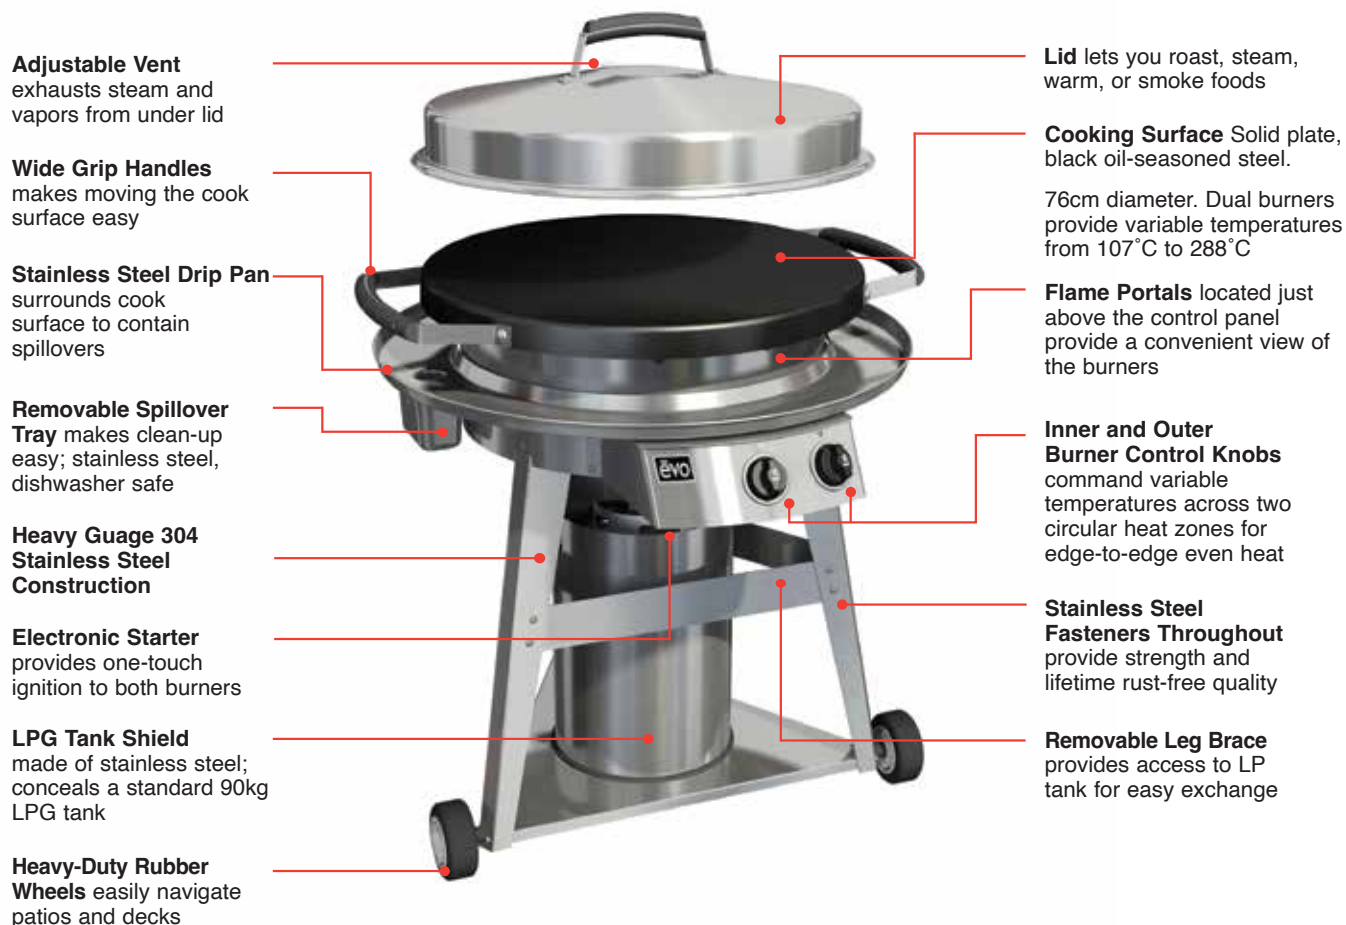 Adjustable Vent
exhausts steam and
vapors from under lid
Wide Grip Handles
makes moving the cook
surface easy
Stainless Steel Drip Pan
surrounds cook
surface to contain
spillovers
Removable Spillover
Tray makes clean-up
easy; stainless steel,
dishwasher safe
Heavy Guage 304
Stainless Steel
Construction
Electronic Starter
provides one-touch
ignition to both burners
LPG Tank Shield
made of stainless steel;
conceals a standard 90kg
LPG tank
Heavy-Duty Rubber
Wheels easily navigate
patios and decks
evo
Lid lets you roast, steam,
warm, or smoke foods
Cooking Surface Solid plate,
black oil-seasoned steel.
76cm diameter. Dual burners
provide variable temperatures
from 107˚C to 288˚C
Flame Portals located just
above the control panel
provide a convenient view of
the burners
Inner and Outer
Burner Control Knobs
command variable
temperatures across two
circular heat zones for
edge-to-edge even heat
Stainless Steel
Fasteners Throughout
provide strength and
lifetime rust-free quality
Removable Leg Brace
provides access to LP
tank for easy exchange